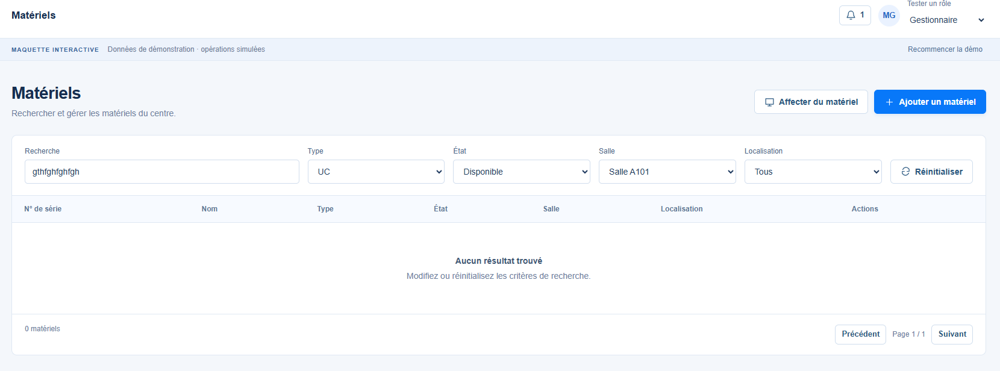 Matériels
1
MG
Tester un rôle
Gestionnaire
MAQUETTE INTERACTIVE Données de démonstration · opérations simulées
Recommencer la démo
Matériels
Rechercher et gérer les matériels du centre.
Affecter du matériel
Ajouter un matériel
Recherche Type État Salle Localisation
gthfghfghfgh UC Disponible Salle A101 Tous Réinitialiser
N° de série Nom Type État Salle Localisation Actions
Aucun résultat trouvé
Modifiez ou réinitialisez les critères de recherche.
0 matériels
Précédent Page 1 / 1 Suivant